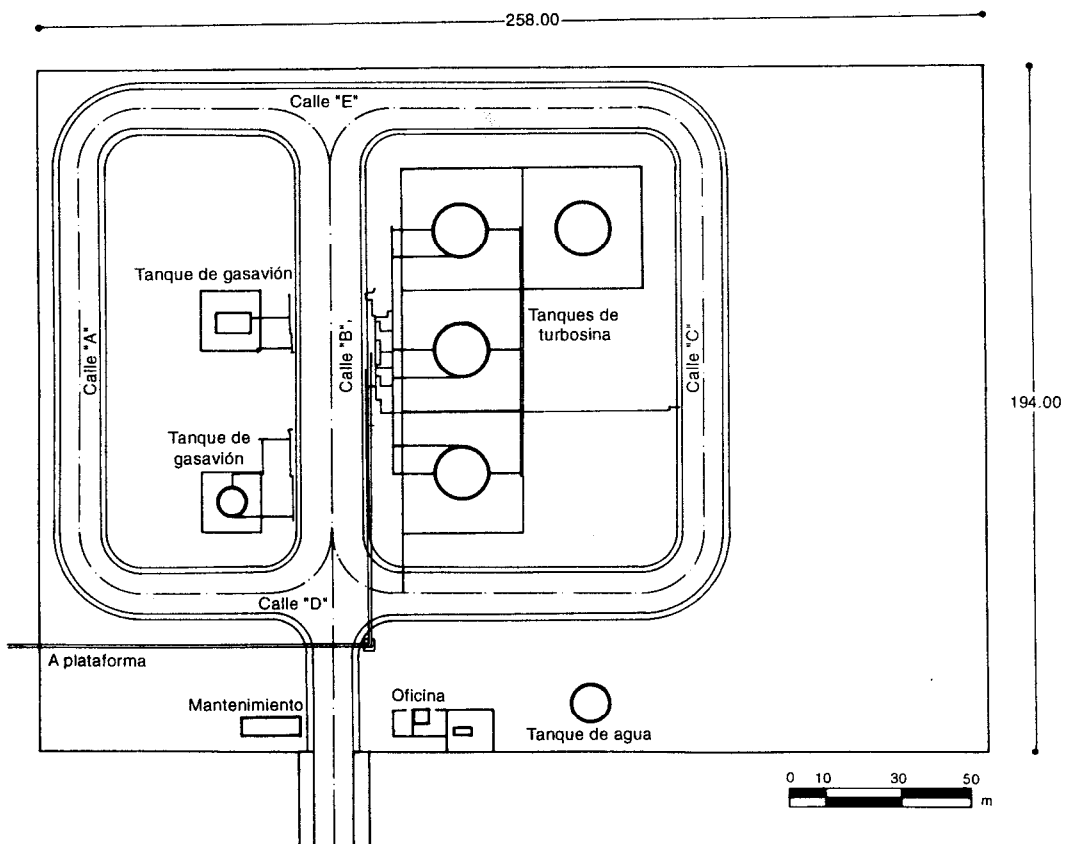 258.00
Calle "E"
Tanque de gasavión
Tanques de
turbosina
Calle "A"
Calle "B"
Calle "C"
194.00
Tanque de
gasavión
Calle "D"
A plataforma
Mantenimiento
Oficina
Tanque de agua
0 10 30 50
m